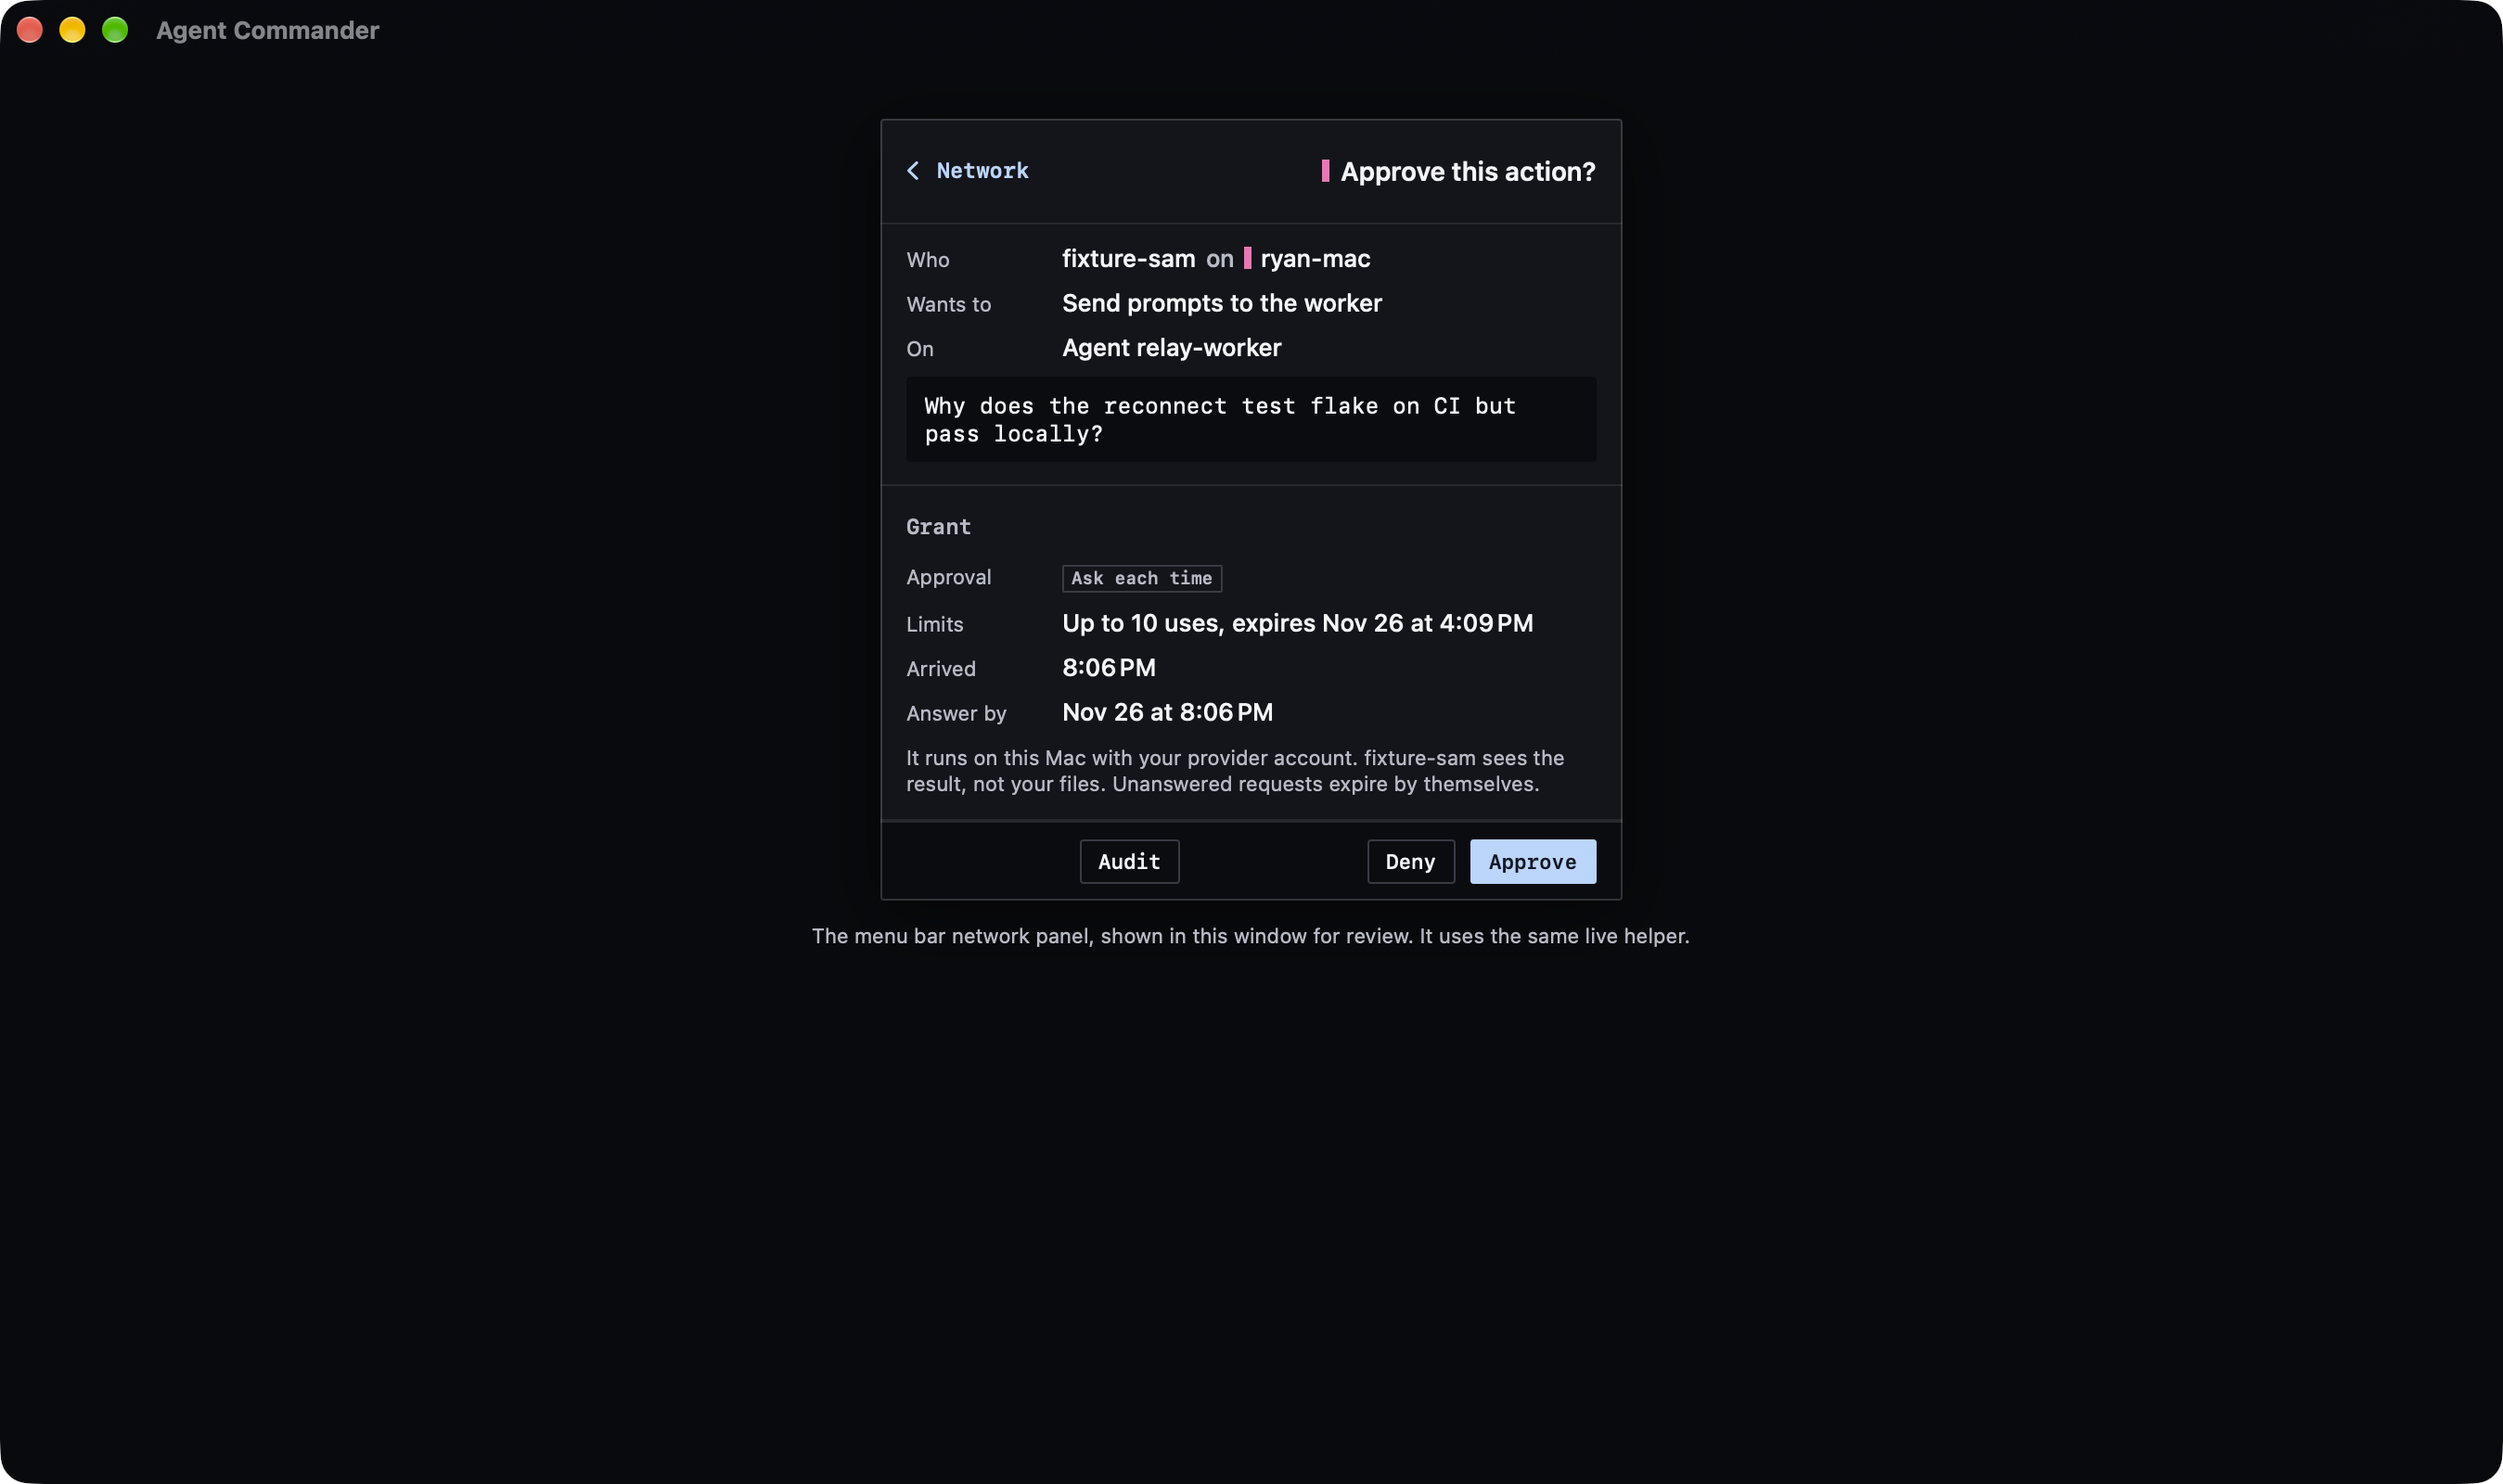 Agent Commander
Network
Approve this action?
Who fixture-sam on ryan-mac
Wants to Send prompts to the worker
On Agent relay-worker
Why does the reconnect test flake on CI but
pass locally?
Grant
Approval Ask each time
Limits Up to 10 uses, expires Nov 26 at 4:09 PM
Arrived 8:06 PM
Answer by Nov 26 at 8:06 PM
It runs on this Mac with your provider account. fixture-sam sees the
result, not your files. Unanswered requests expire by themselves.
Audit Deny Approve
The menu bar network panel, shown in this window for review. It uses the same live helper.